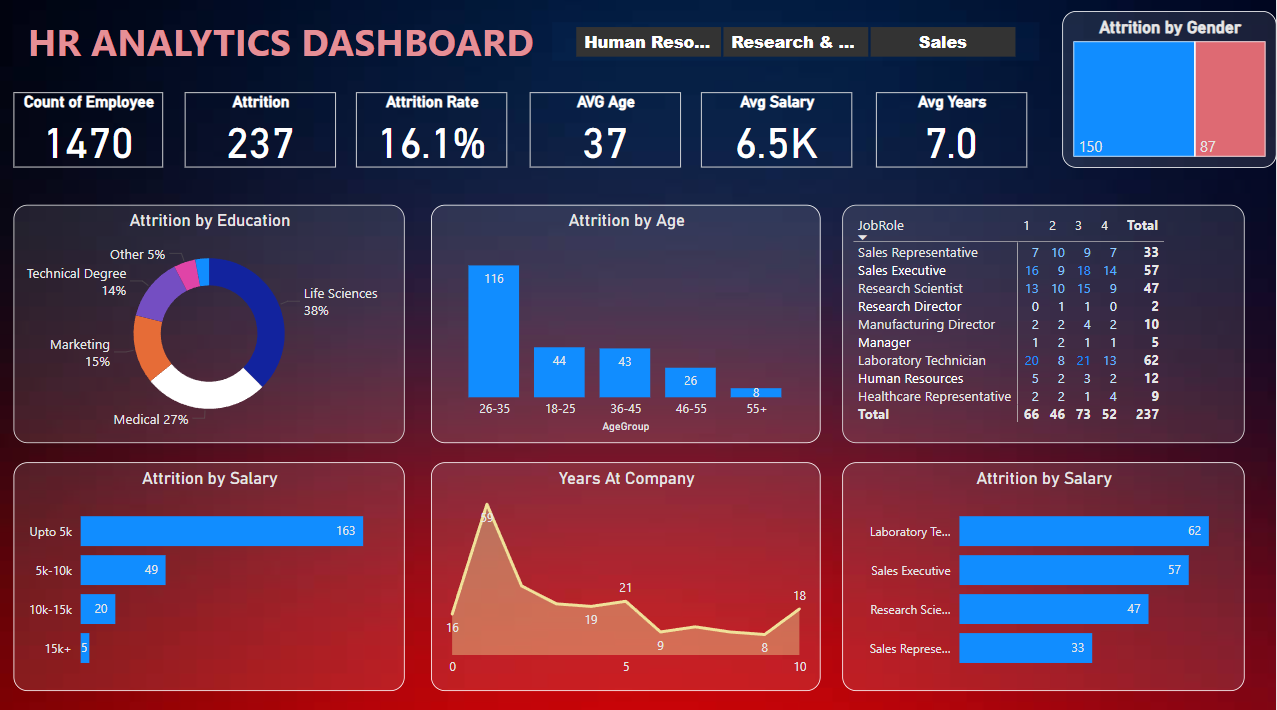 HR ANALYTICS DASHBOARD
Human Reso...
Research & ...
Sales
Attrition by Gender
150
87
Count of Employee
1470
Attrition
237
Attrition Rate
16.1%
AVG Age
37
Avg Salary
6.5K
Avg Years
7.0
Attrition by Education
Other 5%
Technical Degree
14%
Marketing
15%
Medical 27%
Life Sciences
38%
Attrition by Age
116
44
43
26
8
26-35 18-25 36-45 46-55 55+
AgeGroup
JobRole 1 2 3 4 Total
Sales Representative 7 10 9 7 33
Sales Executive 16 9 18 14 57
Research Scientist 13 10 15 9 47
Research Director 0 1 1 0 2
Manufacturing Director 2 2 4 2 10
Manager 1 2 1 1 5
Laboratory Technician 20 8 21 13 62
Human Resources 5 2 3 2 12
Healthcare Representative 2 2 1 4 9
Total 66 46 73 52 237
Attrition by Salary
Upto 5k 163
5k-10k 49
10k-15k 20
15k+ 5
Years At Company
59
16
19
21
9
8
18
0 5 10
Attrition by Salary
Laboratory Te... 62
Sales Executive 57
Research Scie... 47
Sales Represe... 33